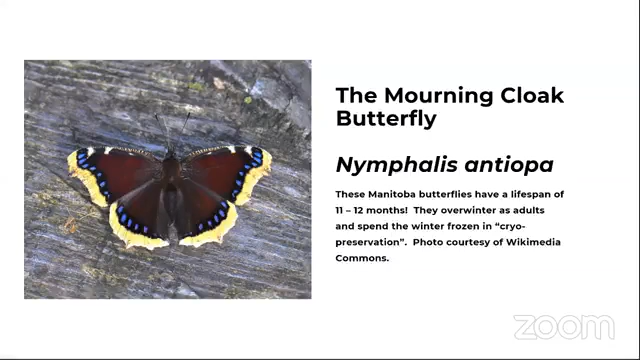 The Mourning Cloak
Butterfly
Nymphalis antiopa
These Manitoba butterflies have a lifespan of
11 – 12 months!  They overwinter as adults
and spend the winter frozen in “cryo-
preservation”.  Photo courtesy of Wikimedia
Commons.
zoom